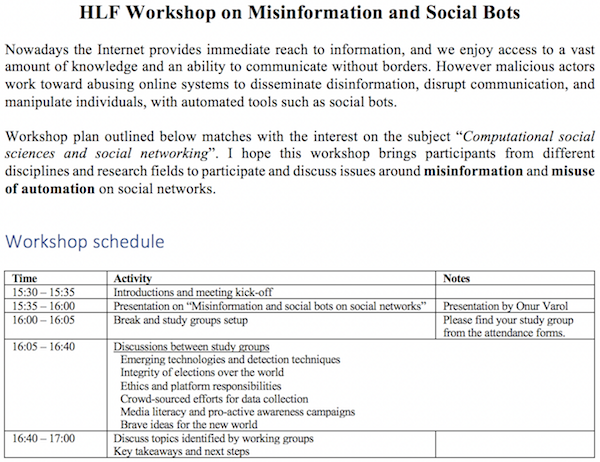 HLF Workshop on Misinformation and Social Bots
Nowadays the Internet provides immediate reach to information, and we enjoy access to a vast
amount of knowledge and an ability to communicate without borders. However malicious actors
work toward abusing online systems to disseminate disinformation, disrupt communication, and
manipulate individuals, with automated tools such as social bots.
Workshop plan outlined below matches with the interest on the subject “Computational social
sciences and social networking”. I hope this workshop brings participants from different
disciplines and research fields to participate and discuss issues around misinformation and misuse
of automation on social networks.
Workshop schedule
Time Activity Notes
15:30 – 15:35 Introductions and meeting kick-off
15:35 – 16:00 Presentation on “Misinformation and social bots on social networks” Presentation by Onur Varol
16:00 – 16:05 Break and study groups setup Please find your study group
from the attendance forms.
16:05 – 16:40 Discussions between study groups
Emerging technologies and detection techniques
Integrity of elections over the world
Ethics and platform responsibilities
Crowd-sourced efforts for data collection
Media literacy and pro-active awareness campaigns
Brave ideas for the new world
16:40 – 17:00 Discuss topics identified by working groups
Key takeaways and next steps